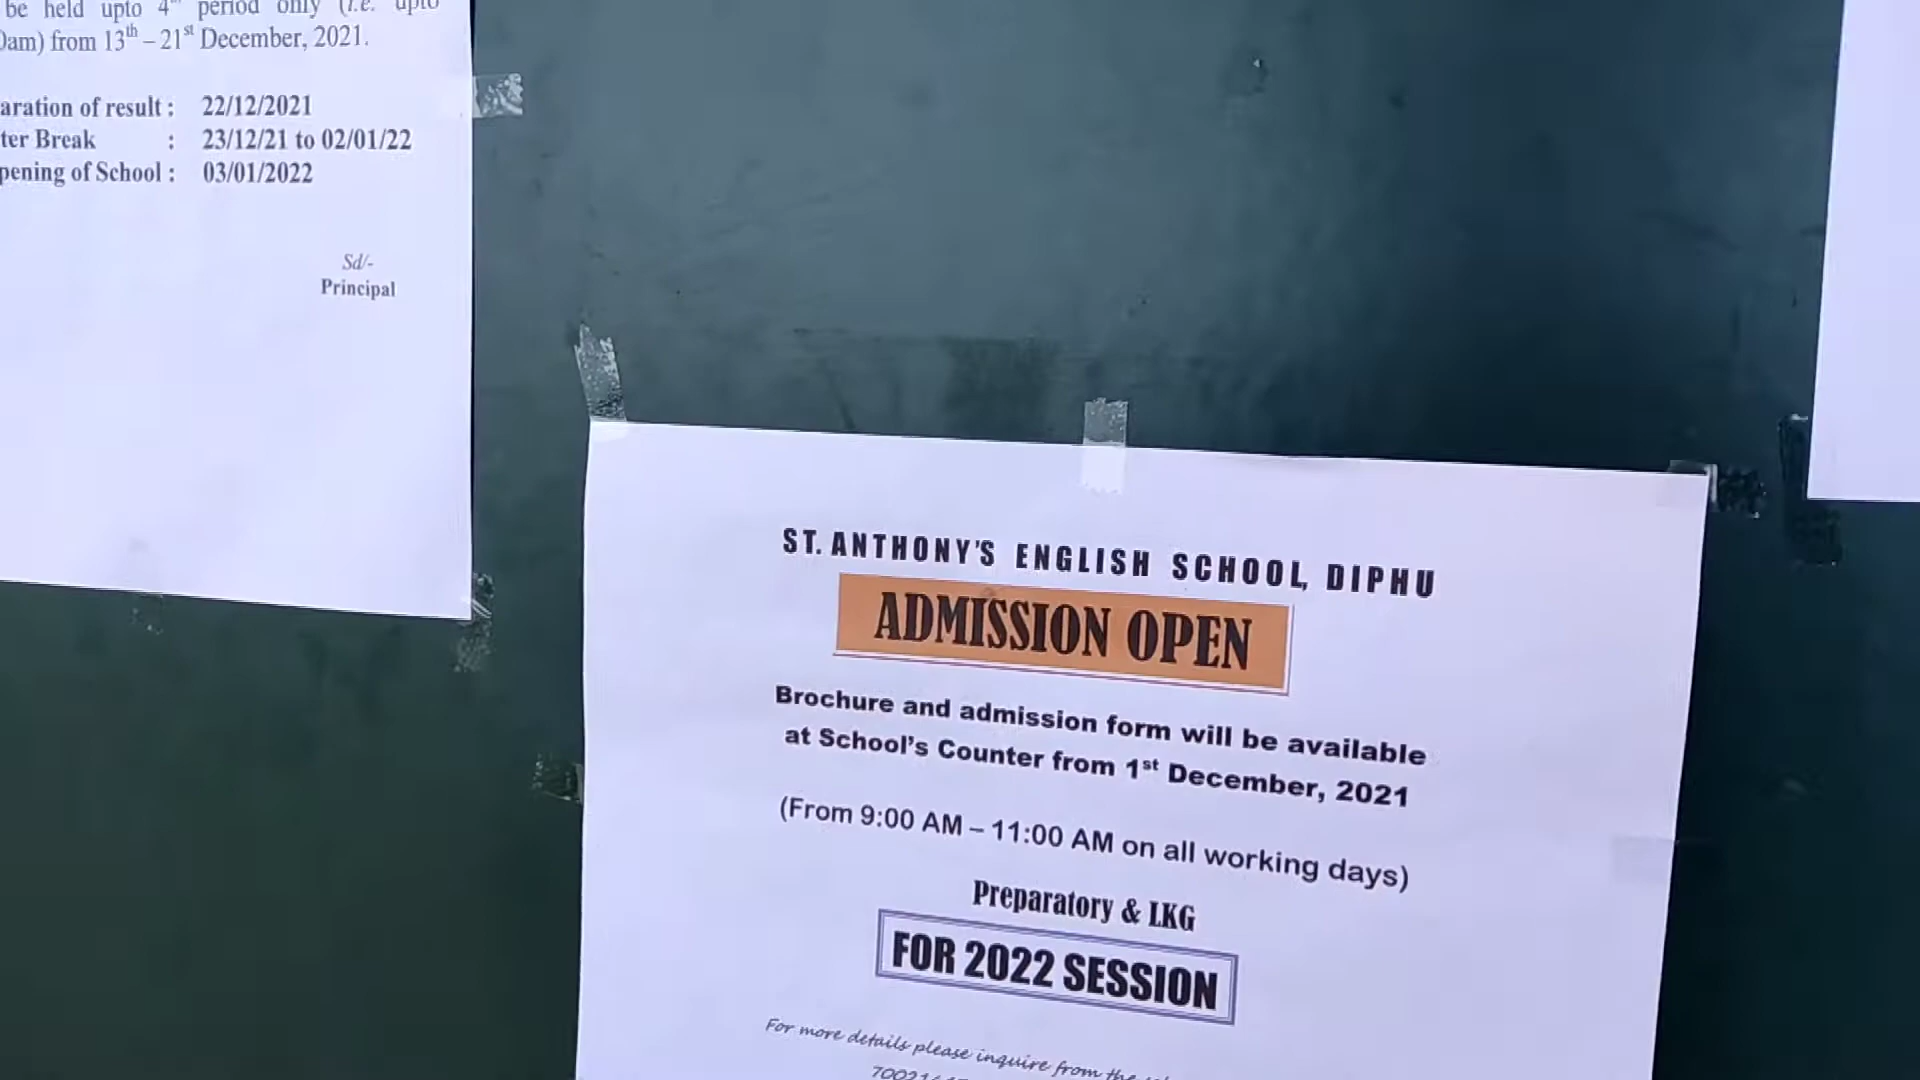 be held upto 4th period only (i.e. upto
from 13th – 21st December, 2021.
of result : 22/12/2021
Break : 23/12/21 to 02/01/22
of School : 03/01/2022
Sd/-
Principal
ST. ANTHONY'S ENGLISH SCHOOL, DIPHU
ADMISSION OPEN
Brochure and admission form will be available
at School's Counter from 1st December, 2021
(From 9:00 AM – 11:00 AM on all working days)
Preparatory & LKG
FOR 2022 SESSION
For more details please inquire from the